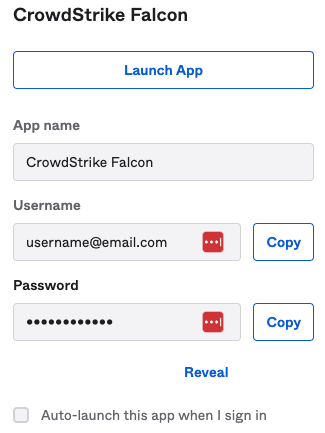 CrowdStrike Falcon
Launch App
App name
CrowdStrike Falcon
Username
username@email.com
Copy
Password
••••••••••••
Copy
Reveal
Auto-launch this app when I sign in